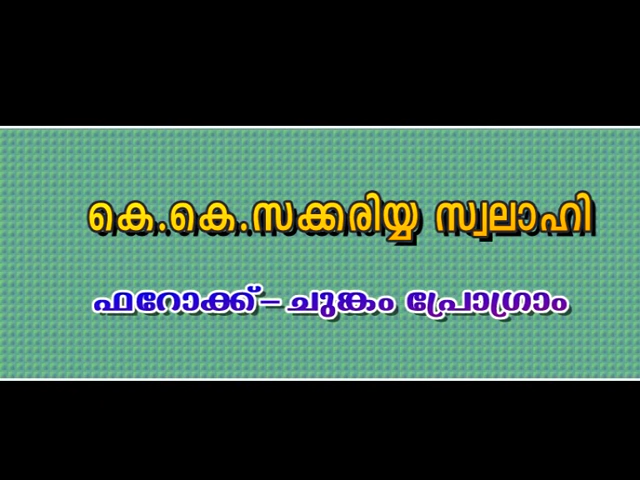 കെ.കെ.സക്കരിയ്യ സ്വലാഹി
ഫറോക്ക്-ചുങ്കം പ്രോഗ്രാം